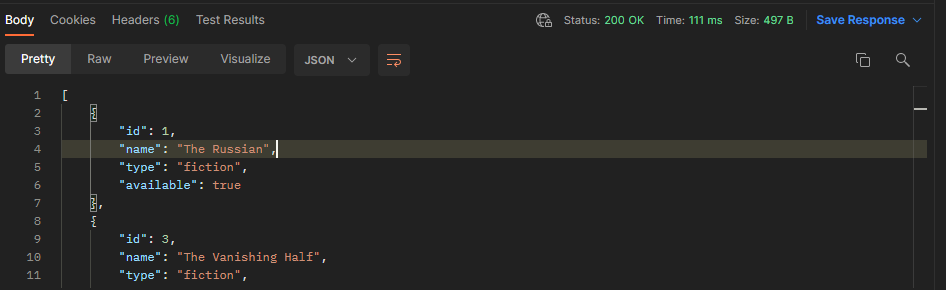 Body Cookies Headers (6) Test Results Status: 200 OK Time: 111 ms Size: 497 B Save Response
Pretty Raw Preview Visualize JSON
1 [
2 {
3 "id": 1,
4 "name": "The Russian",
5 "type": "fiction",
6 "available": true
7 },
8 {
9 "id": 3,
10 "name": "The Vanishing Half",
11 "type": "fiction",